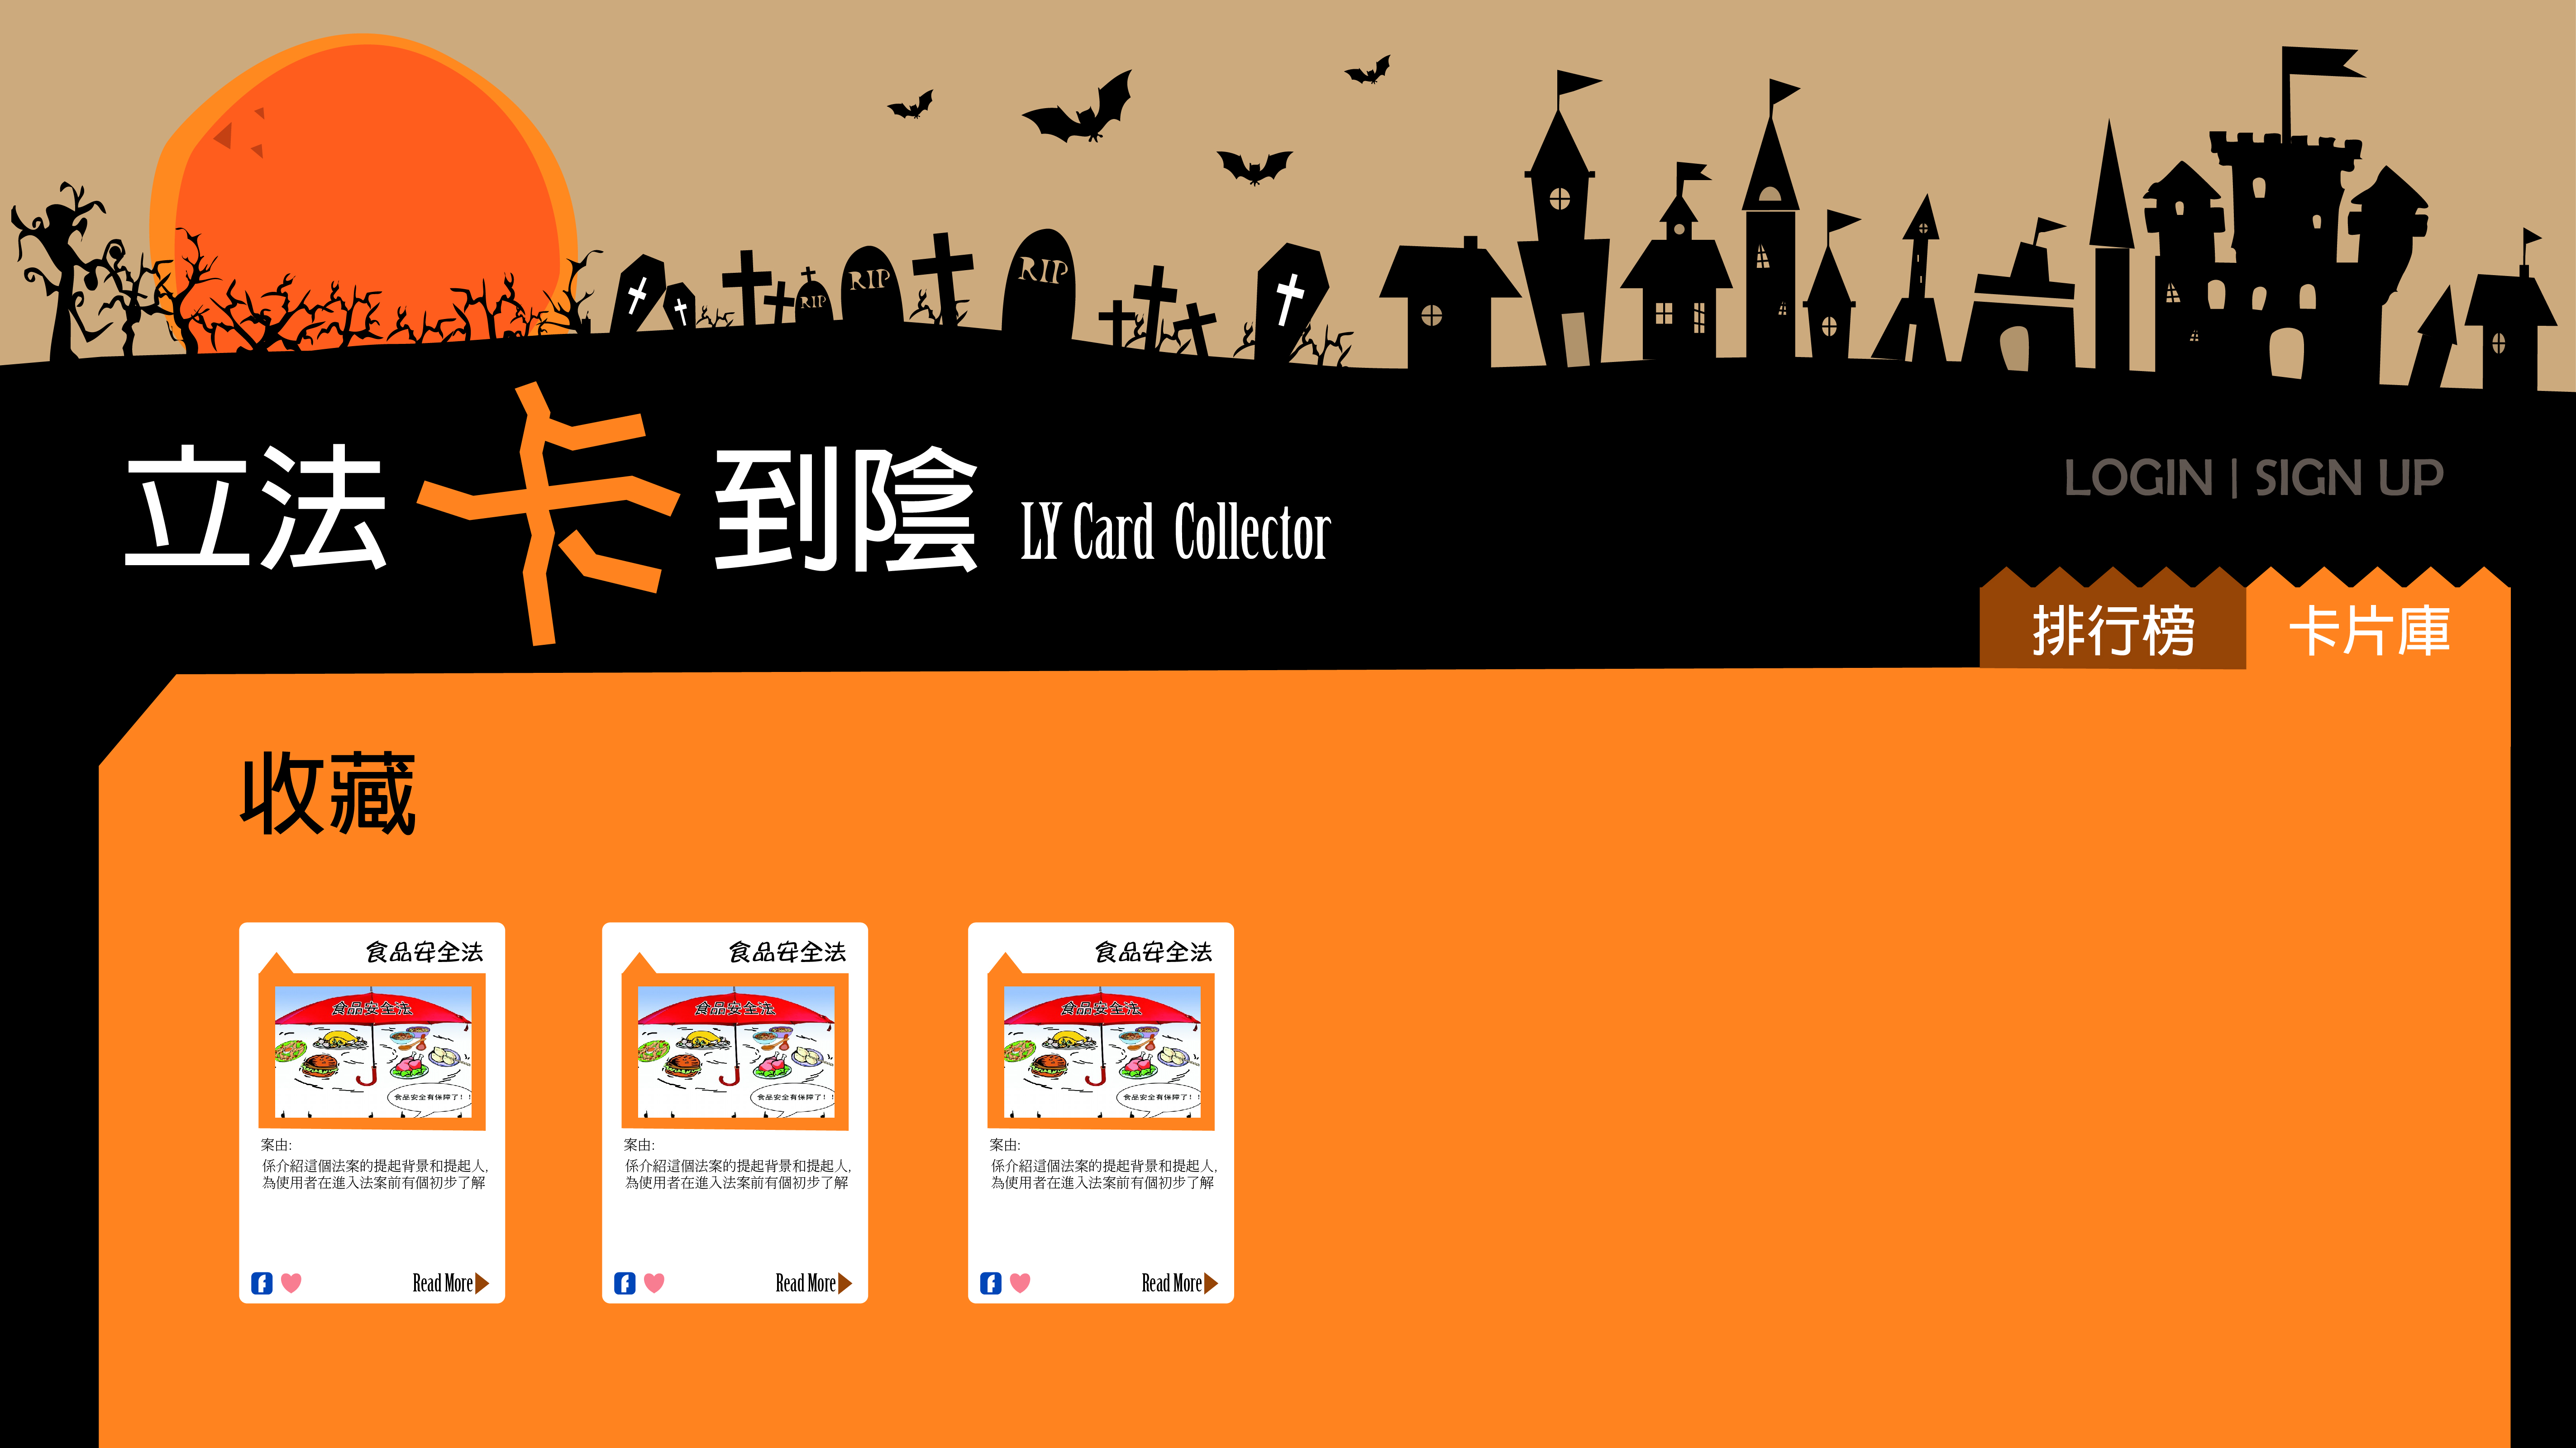 RIP
RIP
RIP
立法卡到陰 LY Card Collector
LOGIN | SIGN UP
排行榜 卡片庫
收藏
食品安全法
食品安全法
食品安全有保障了!!
案由:
係介紹這個法案的提起背景和提起人,
為使用者在進入法案前有個初步了解
Read More
食品安全法
食品安全法
食品安全有保障了!!
案由:
係介紹這個法案的提起背景和提起人,
為使用者在進入法案前有個初步了解
Read More
食品安全法
食品安全法
食品安全有保障了!!
案由:
係介紹這個法案的提起背景和提起人,
為使用者在進入法案前有個初步了解
Read More